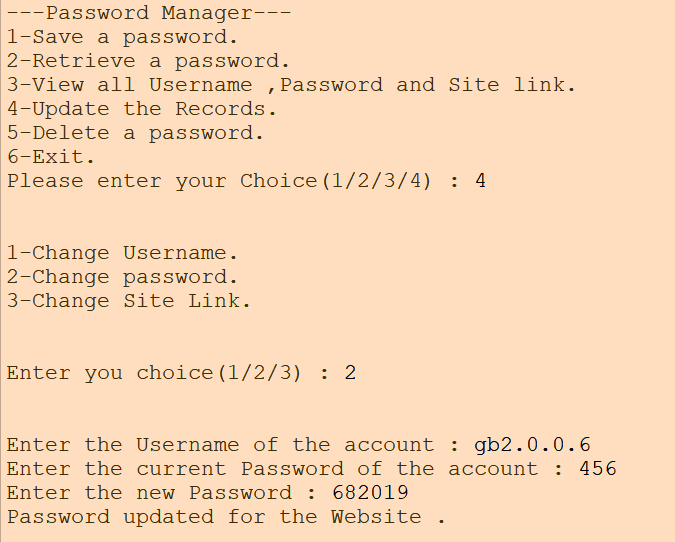 ---Password Manager---
1-Save a password.
2-Retrieve a password.
3-View all Username ,Password and Site link.
4-Update the Records.
5-Delete a password.
6-Exit.
Please enter your Choice(1/2/3/4) : 4
1-Change Username.
2-Change password.
3-Change Site Link.
Enter you choice(1/2/3) : 2
Enter the Username of the account : gb2.0.0.6
Enter the current Password of the account : 456
Enter the new Password : 682019
Password updated for the Website .